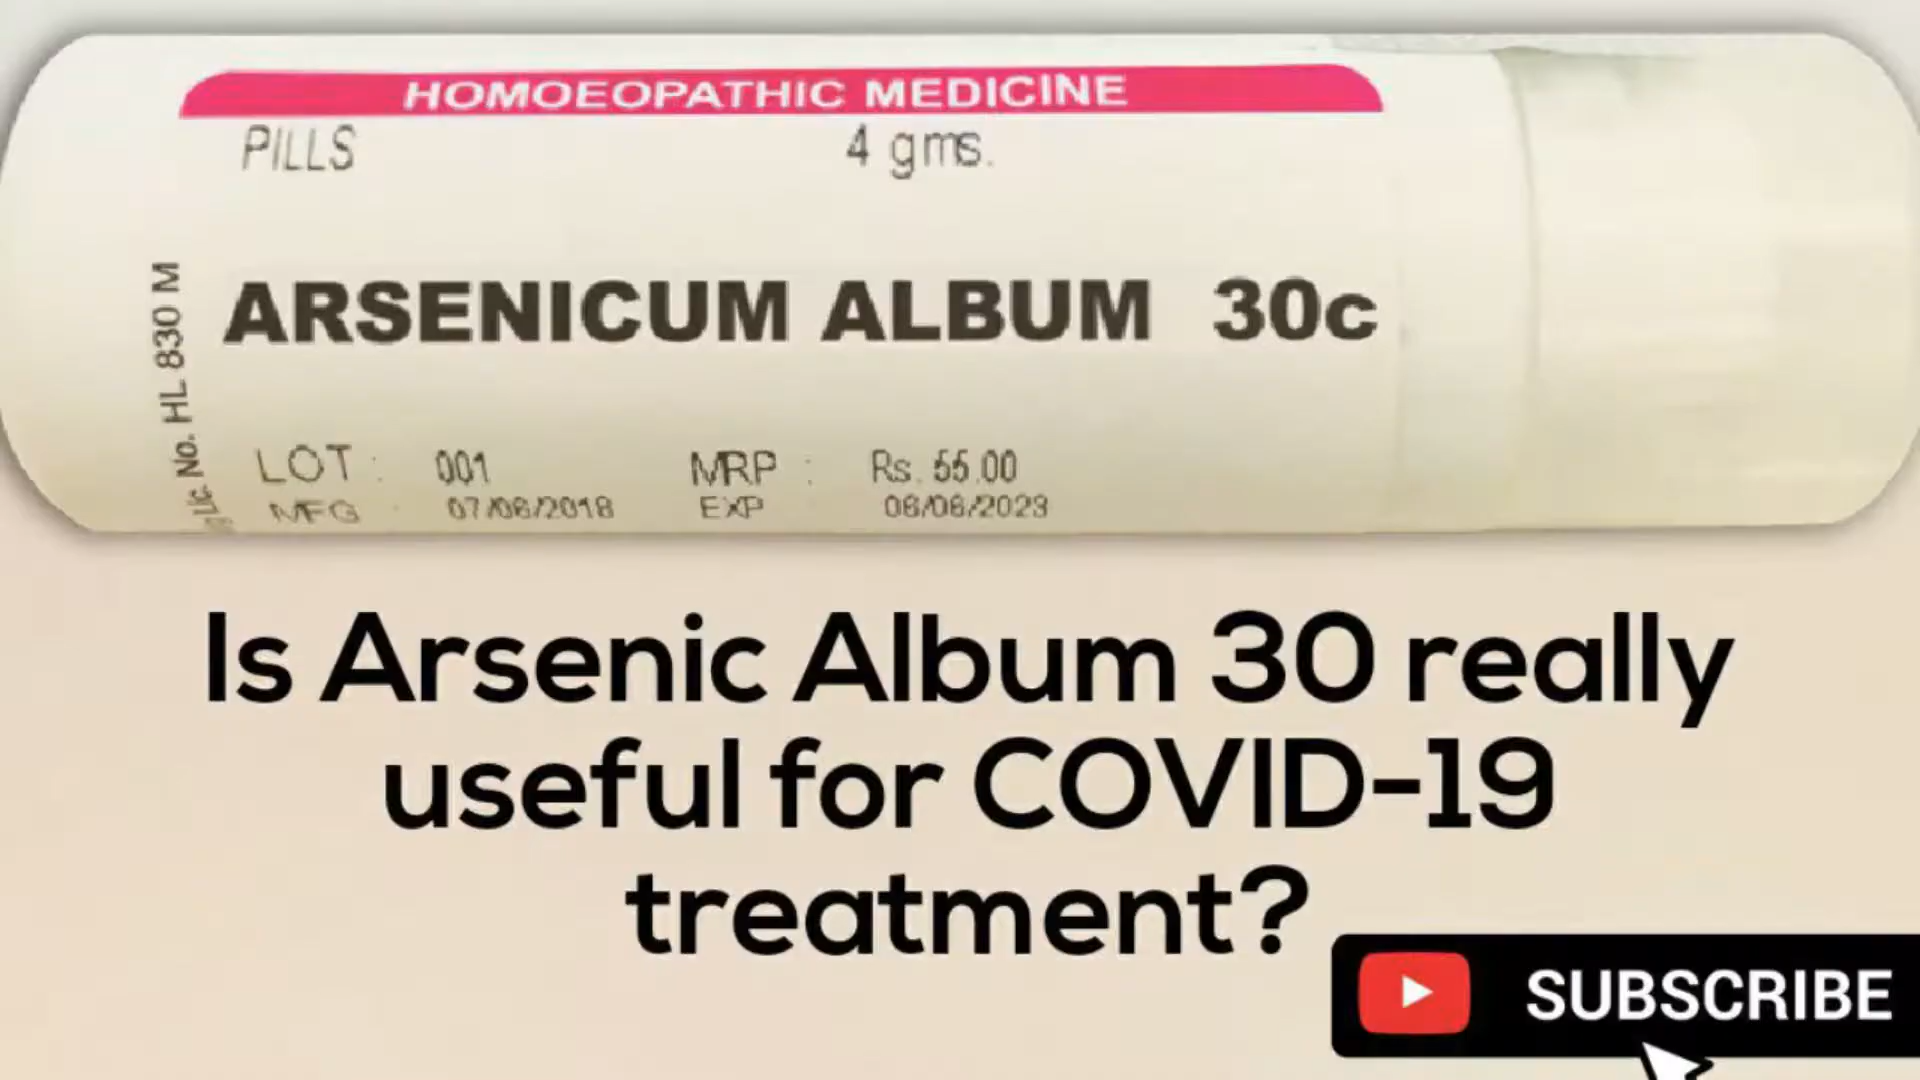 HOMOEOPATHIC MEDICINE
PILLS 4 gms.
ARSENICUM ALBUM 30c
Lic. No. HL 830 M
LOT : 001 MRP : Rs. 55.00
MFG : 07/06/2018 EXP 06/06/2023
Is Arsenic Album 30 really
useful for COVID-19
treatment?
SUBSCRIBE